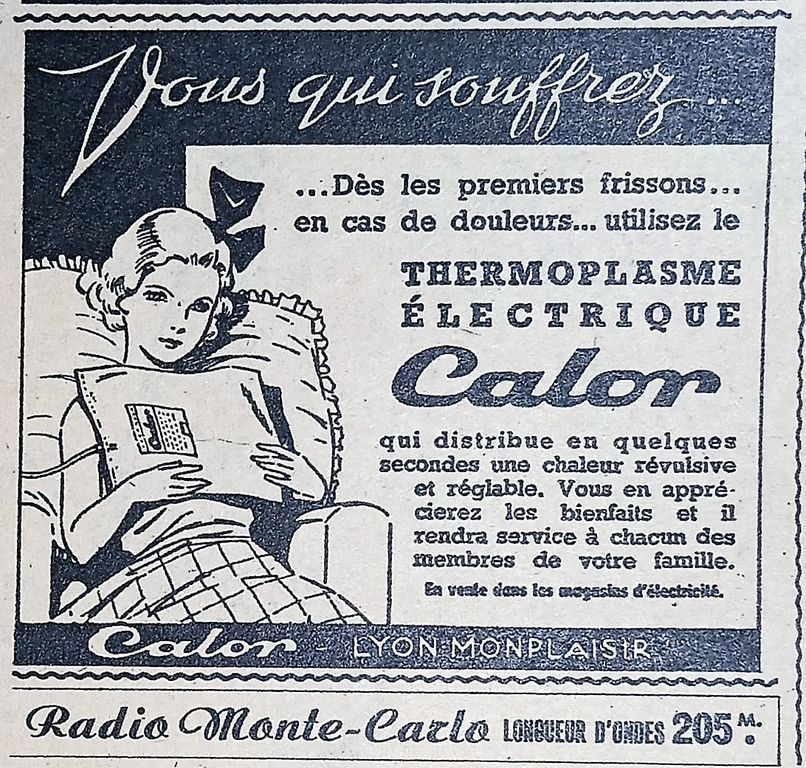 Vous qui souffrez...
...Dès les premiers frissons...
en cas de douleurs... utilisez le
THERMOPLASME
ÉLECTRIQUE
Calor
qui distribue en quelques
secondes une chaleur révulsive
et réglable. Vous en appré-
cierez les bienfaits et il
rendra service à chacun des
membres de votre famille.
En vente dans les magasins d'électricité.
Calor
Calor - LYON-MONPLAISIR
Radio Monte-Carlo LONGUEUR D'ONDES 205 M.